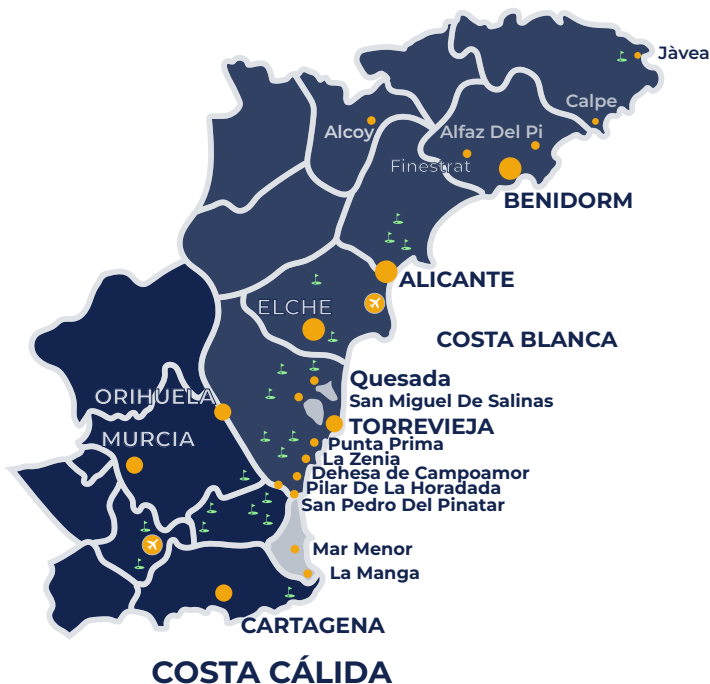 Jàvea
Calpe
Alcoy
Alfaz Del Pi
Finestrat
BENIDORM
ALICANTE
ELCHE
COSTA BLANCA
Quesada
San Miguel De Salinas
ORIHUELA
TORREVIEJA
MURCIA
Punta Prima
La Zenia
Dehesa de Campoamor
Pilar De La Horadada
San Pedro Del Pinatar
Mar Menor
La Manga
CARTAGENA
COSTA CÁLIDA